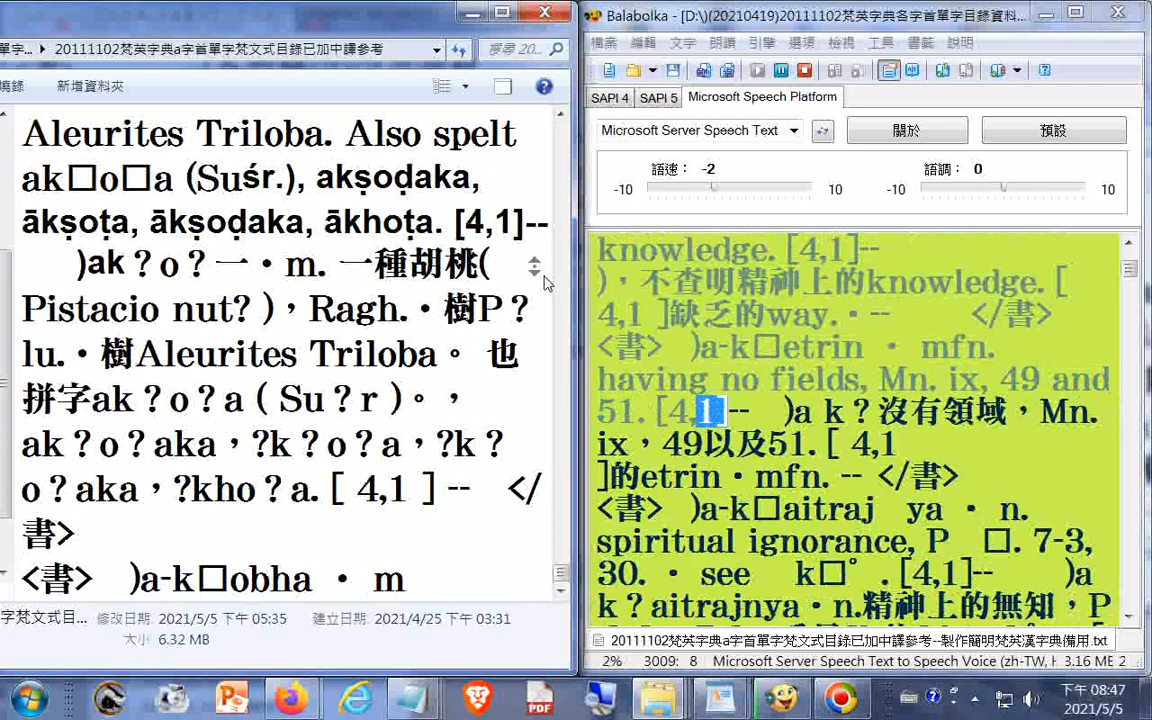 單字... ▸ 20111102梵英字典a字首單字梵文式目錄已加中譯參考
搜尋 20...
燒錄 新增資料夾
Aleurites Triloba. Also spelt
ak□o□a (Suśr.), akṣoḍaka,
ākṣoṭa, ākṣoḍaka, ākhoṭa. [4,1]--
)ak？o？一・m. 一種胡桃(
Pistacio nut? )，Ragh.・樹P？
lu.・樹Aleurites Triloba。 也
拼字ak？o？a ( Su？r )。，
ak？o？aka，?k？o？a，?k？
o？aka，?kho？a. [ 4,1 ] -- </
書>
<書> )a-k□obha ・ m
字梵文式目... 修改日期: 2021/5/5 下午 05:35 建立日期: 2021/4/25 下午 03:31
大小: 6.32 MB
Balabolka - [D:\)(20210419)20111102梵英字典各字首單字目錄資料...
檔案 編輯 文字 朗讀 引擎 選項 檢視 工具 書籤 說明
SAPI 4 SAPI 5 Microsoft Speech Platform
Microsoft Server Speech Text 關於 預設
語速： -2 語調： 0
-10 10 -10 10
knowledge. [4,1]--
)，不查明精神上的knowledge. [
4,1 ]缺乏的way.・-- </書>
<書> )a-k□etrin ・ mfn.
having no fields, Mn. ix, 49 and
51. [4,1]-- )a k？沒有領域，Mn.
ix，49以及51. [ 4,1
]的etrin・mfn. -- </書>
<書> )a-k□aitraj ya ・ n.
spiritual ignorance, P □. 7-3,
30. ・ see k□° . [4,1]-- )a
k？aitrajnya・n.精神上的無知，P
20111102梵英字典a字首單字梵文式目錄已加中譯參考--製作簡明梵英漢字典備用.txt
2% 3009: 8 Microsoft Server Speech Text to Speech Voice (zh-TW, H 3.16 ME 2
下午 08:47
2021/5/5